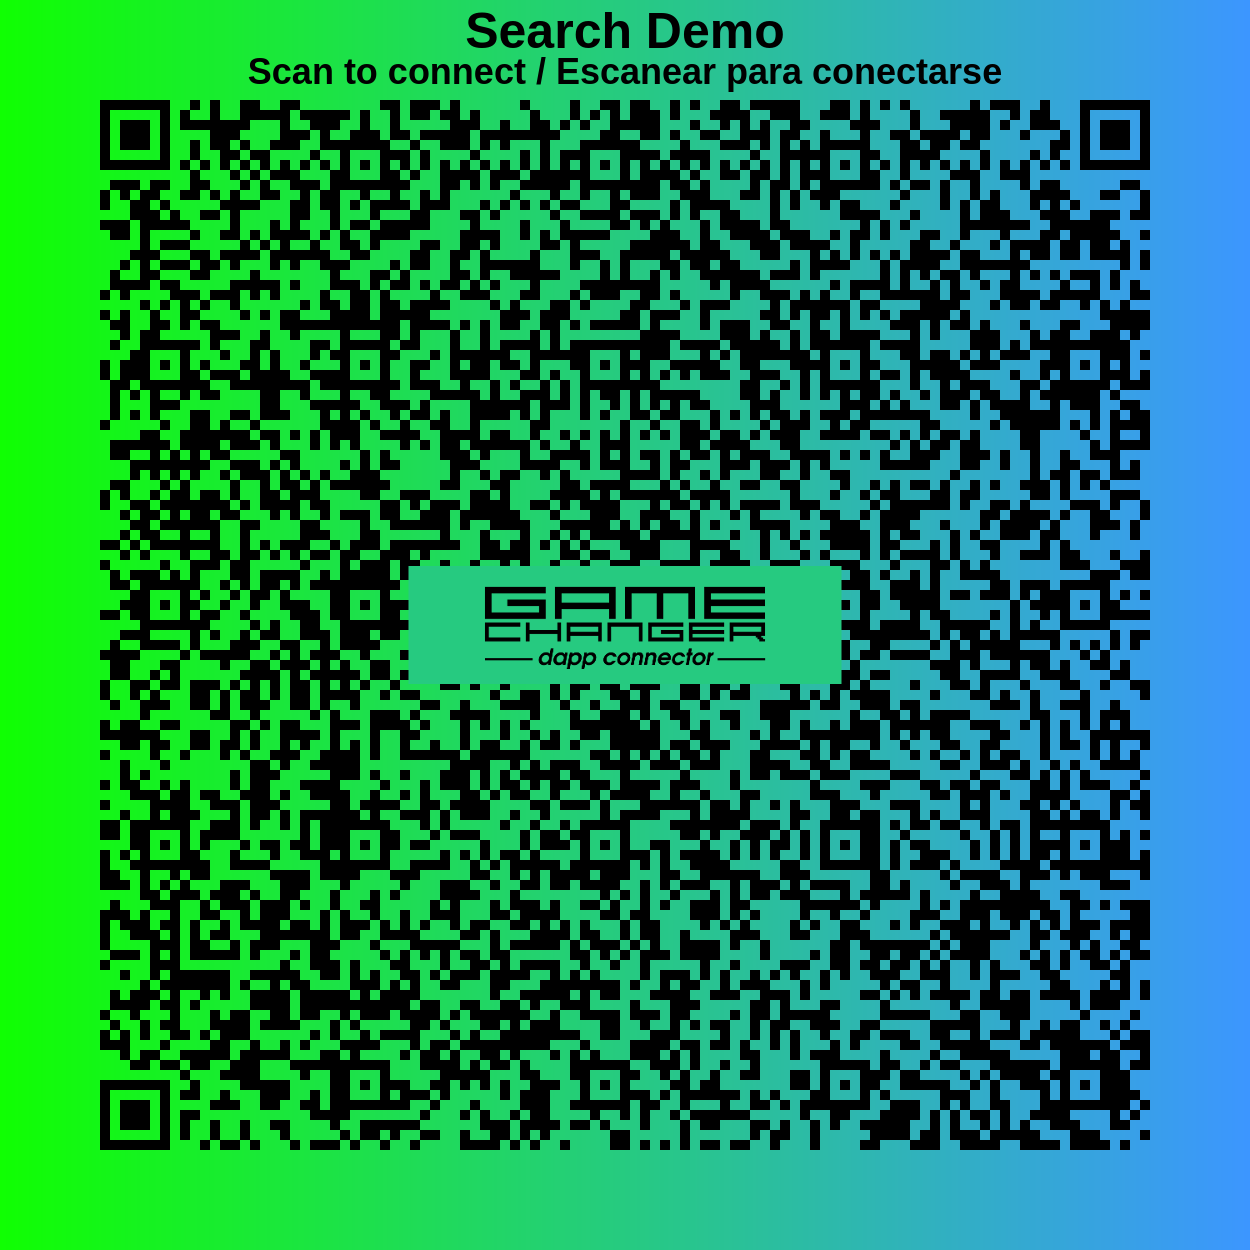 Search Demo
Scan to connect / Escanear para conectarse
GAME
CHANGER
dapp connector